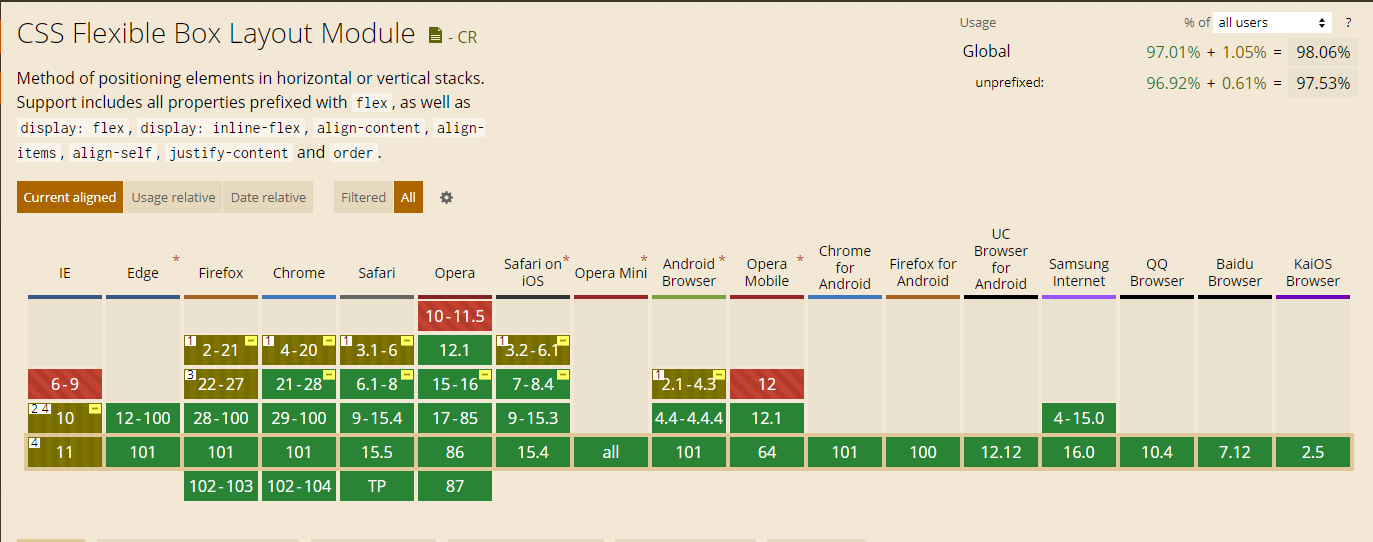 CSS Flexible Box Layout Module - CR
Usage % of all users ?
Global 97.01% + 1.05% = 98.06%
unprefixed: 96.92% + 0.61% = 97.53%
Method of positioning elements in horizontal or vertical stacks.
Support includes all properties prefixed with flex, as well as
display: flex, display: inline-flex, align-content, align-
items, align-self, justify-content and order.
Current aligned Usage relative Date relative Filtered All
IE Edge * Firefox Chrome Safari Opera Safari on iOS * Opera Mini * Android Browser * Opera Mobile * Chrome for Android Firefox for Android UC Browser for Android Samsung Internet QQ Browser Baidu Browser KaiOS Browser
10-11.5
1 2-21 - 1 4-20 - 1 3.1-6 - 12.1 1 3.2-6.1 -
6-9 3 22-27 21-28 - 6.1-8 - 15-16 - 7-8.4 - 1 2.1-4.3 - 12
2 4 10 - 12-100 28-100 29-100 9-15.4 17-85 9-15.3 4.4-4.4.4 12.1 4-15.0
4 11 101 101 101 15.5 86 15.4 all 101 64 101 100 12.12 16.0 10.4 7.12 2.5
102-103 102-104 TP 87